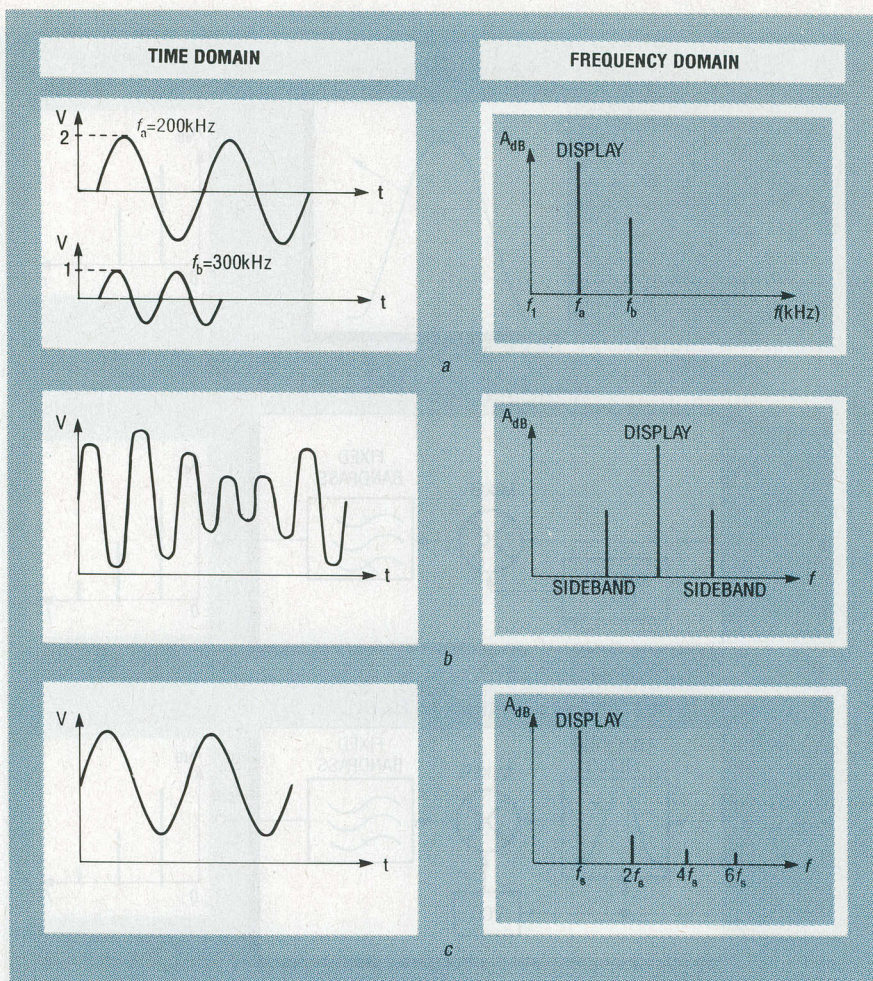 TIME DOMAIN
FREQUENCY DOMAIN
V
2
fa=200kHz
t
V
1
fb=300kHz
t
AdB
DISPLAY
f1 fa fb f(kHz)
a
V
t
AdB
DISPLAY
f
SIDEBAND SIDEBAND
b
V
t
AdB
DISPLAY
f
fs 2fs 4fs 6fs
c